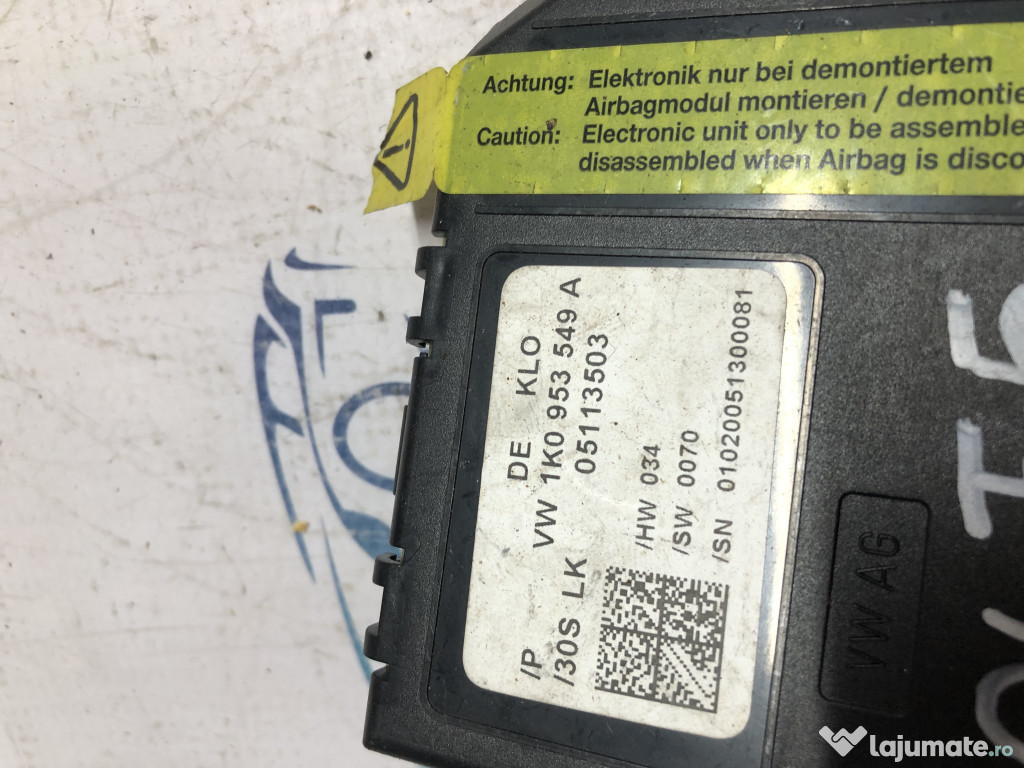 Achtung: Elektronik nur bei demontiertem
Airbagmodul montieren / demontie
Caution: Electronic unit only to be assemble
disassembled when Airbag is disco
/P DE KLO
/30S LK VW 1K0 953 549 A
05113503
/HW 034
/SW 0070
/SN 01020051300081
VW AG
lajumate.ro